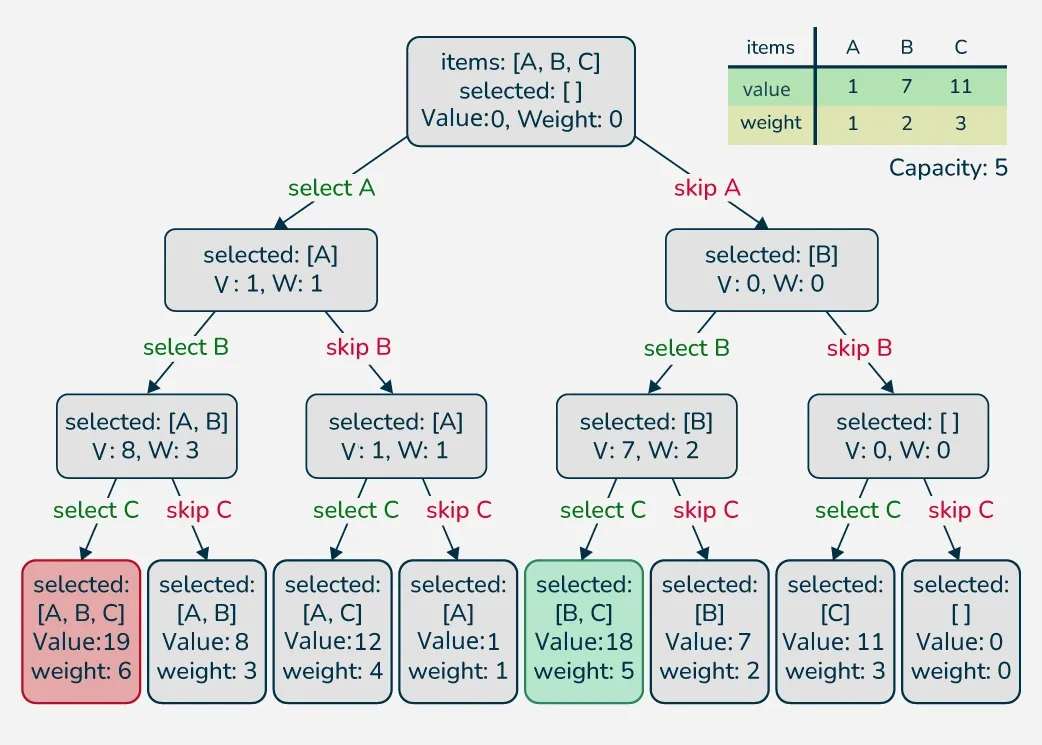 items: [A, B, C]
selected: [ ]
Value:0, Weight: 0
items A B C
value 1 7 11
weight 1 2 3
Capacity: 5
select A
skip A
selected: [A]
V : 1, W: 1
selected: [B]
V: 0, W: 0
select B
skip B
select B
skip B
selected: [A, B]
V: 8, W: 3
selected: [A]
V: 1, W: 1
selected: [B]
V: 7, W: 2
selected: [ ]
V: 0, W: 0
select C
skip C
select C
skip C
select C
skip C
select C
skip C
selected:
[A, B, C]
Value:19
weight: 6
selected:
[A, B]
Value: 8
weight: 3
selected:
[A, C]
Value:12
weight: 4
selected:
[A]
Value:1
weight: 1
selected:
[B, C]
Value:18
weight: 5
selected:
[B]
Value: 7
weight: 2
selected:
[C]
Value: 11
weight: 3
selected:
[ ]
Value: 0
weight: 0